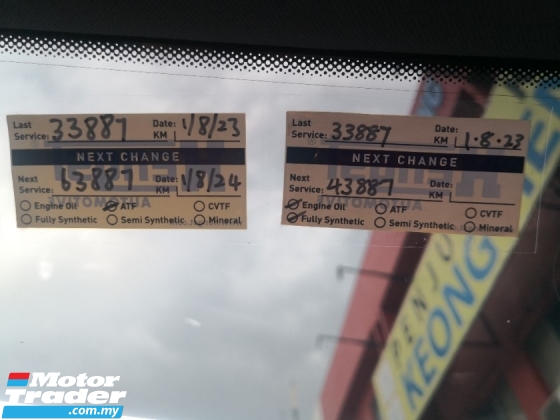 Last Service: 33887 KM Date: 1/8/23
NEXT CHANGE
Next Service: 63887 KM Date: 1/8/24
Engine Oil ATF CVTF
Fully Synthetic Semi Synthetic Mineral
Last Service: 33887 KM Date: 1.8.23
NEXT CHANGE
Next Service: 43887 KM Date:
Engine Oil ATF CVTF
Fully Synthetic Semi Synthetic Mineral
PENJU
KEONG
Motor
Trader
.com.my